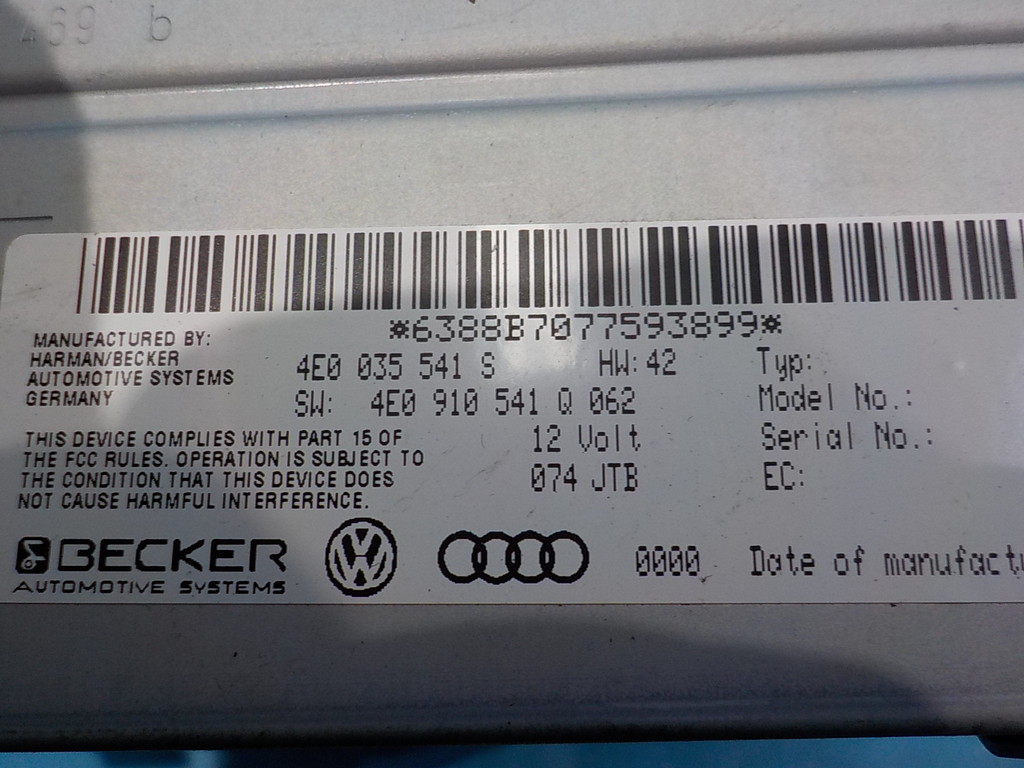 69 b
*6388B7077593899*
MANUFACTURED BY:
HARMAN/BECKER
AUTOMOTIVE SYSTEMS
GERMANY
4E0 035 541 S HW: 42 Typ:
SW: 4E0 910 541 Q 062 Model No.:
THIS DEVICE COMPLIES WITH PART 15 OF
THE FCC RULES. OPERATION IS SUBJECT TO
THE CONDITION THAT THIS DEVICE DOES
NOT CAUSE HARMFUL INTERFERENCE.
12 Volt Serial No.:
074 JTB EC:
BECKER
AUTOMOTIVE SYSTEMS
VW
0000 Date of manufactu